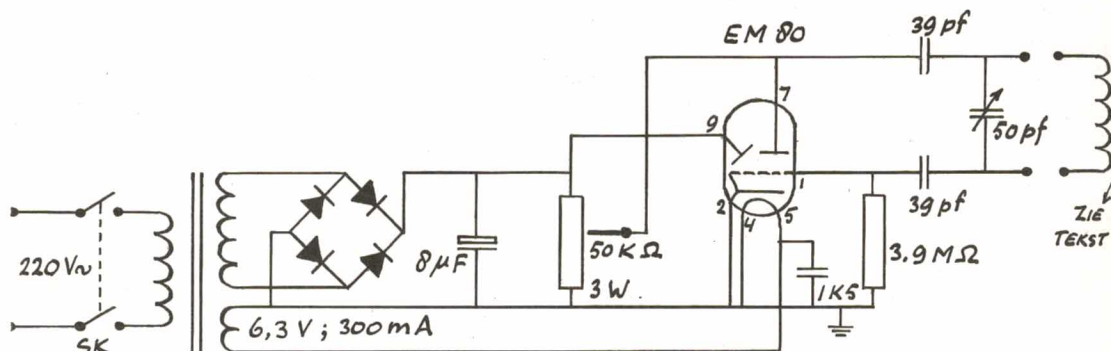 EM 80
39 pf
7
9
50 pf
1
2
4
5
39 pf
ZIE
TEKST
220 V~
8 µF
50 K Ω
3 W
3.9 MΩ
1K5
6,3 V ; 300 mA
SK